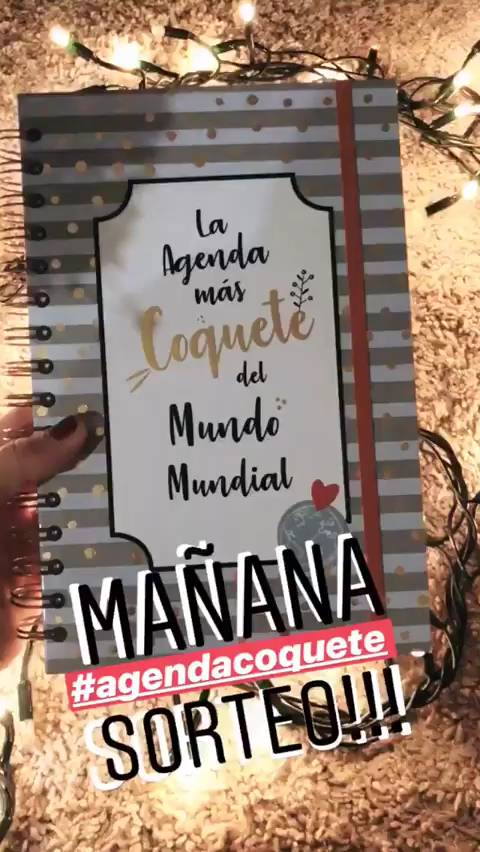 La
Agenda
más
Coquete
del
Mundo
Mundial
MAÑANA
#agendacoquete
SORTEO!!!